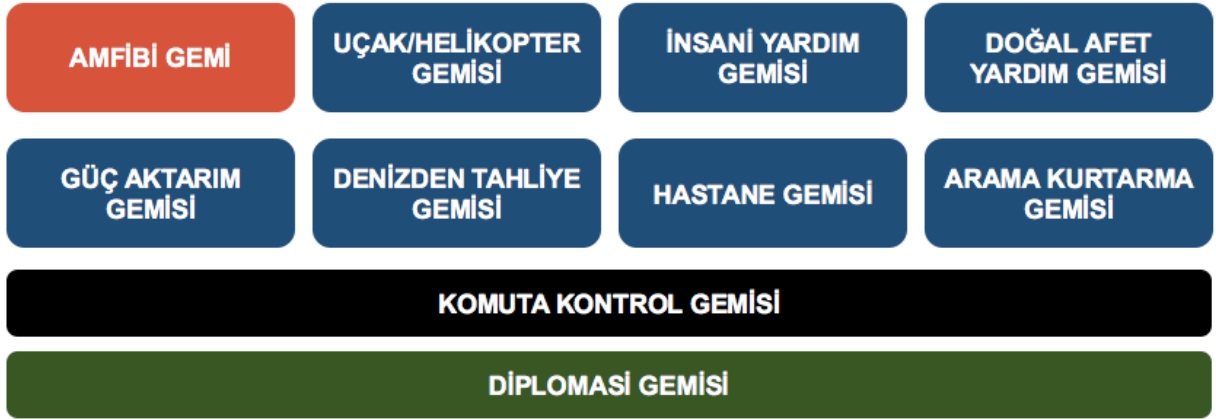 AMFİBİ GEMİ
UÇAK/HELİKOPTER
GEMİSİ
İNSANİ YARDIM
GEMİSİ
DOĞAL AFET
YARDIM GEMİSİ
GÜÇ AKTARIM
GEMİSİ
DENİZDEN TAHLİYE
GEMİSİ
HASTANE GEMİSİ
ARAMA KURTARMA
GEMİSİ
KOMUTA KONTROL GEMİSİ
DİPLOMASİ GEMİSİ